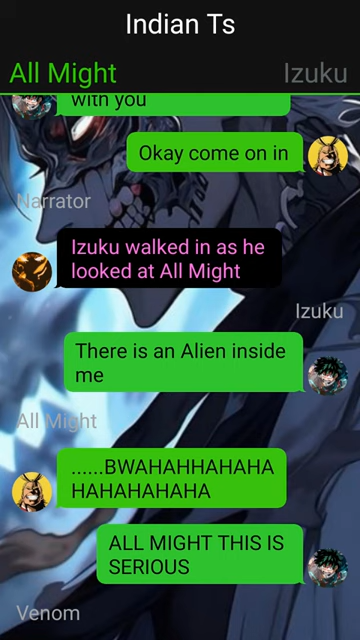 Indian Ts
All Might
Izuku
with you
Okay come on in
Narrator
Izuku walked in as he
looked at All Might
Izuku
There is an Alien inside
me
All Might
......BWAHAHHAHAHA
HAHAHAHAHA
ALL MIGHT THIS IS
SERIOUS
Venom